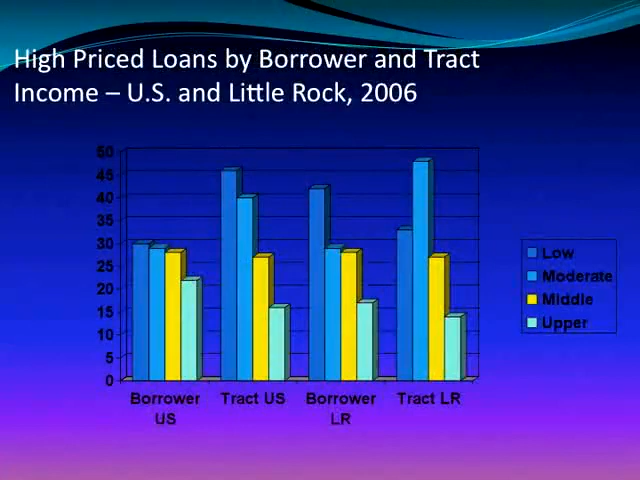 High Priced Loans by Borrower and Tract
Income – U.S. and Little Rock, 2006
50
45
40
35
30
25
20
15
10
5
0
Borrower
US
Tract US
Borrower
LR
Tract LR
Low
Moderate
Middle
Upper